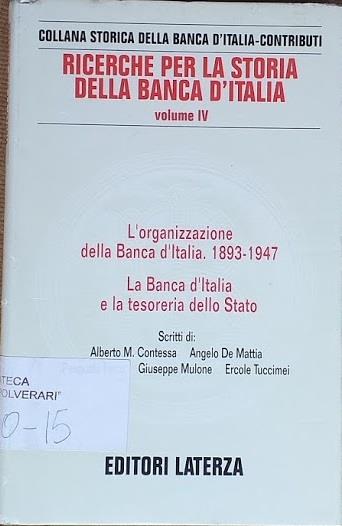 COLLANA STORICA DELLA BANCA D'ITALIA-CONTRIBUTI
RICERCHE PER LA STORIA
DELLA BANCA D'ITALIA
volume IV
L'organizzazione
della Banca d'Italia. 1893-1947
La Banca d'Italia
e la tesoreria dello Stato
Scritti di:
Alberto M. Contessa Angelo De Mattia
Giuseppe Mulone Ercole Tuccimei
OTECA
POLVERARI"
0-15
EDITORI LATERZA